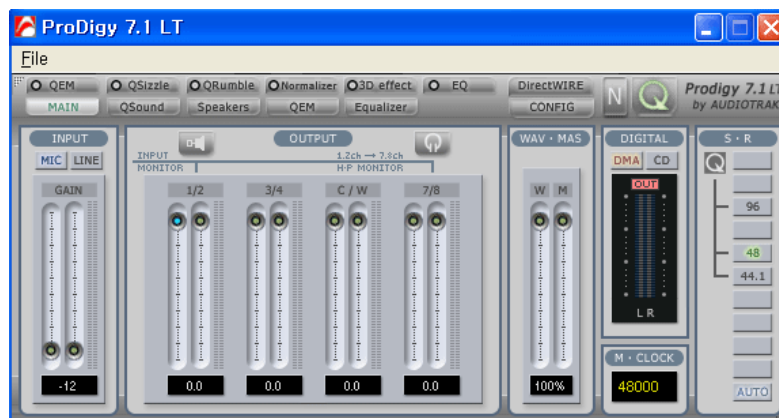 ProDigy 7.1 LT
File
QEM QSizzle QRumble Normalizer 3D effect EQ DirectWIRE
MAIN QSound Speakers QEM Equalizer CONFIG
N Q Prodigy 7.1 LT
by AUDIOTRAK
INPUT OUTPUT WAV • MAS DIGITAL S • R
MIC LINE INPUT MONITOR 1.2ch → 7.8ch H·P MONITOR DMA CD Q
GAIN 1/2 3/4 C / W 7/8 W M OUT
96
48
44.1
L R
M • CLOCK
-12 0.0 0.0 0.0 0.0 100% 48000 AUTO